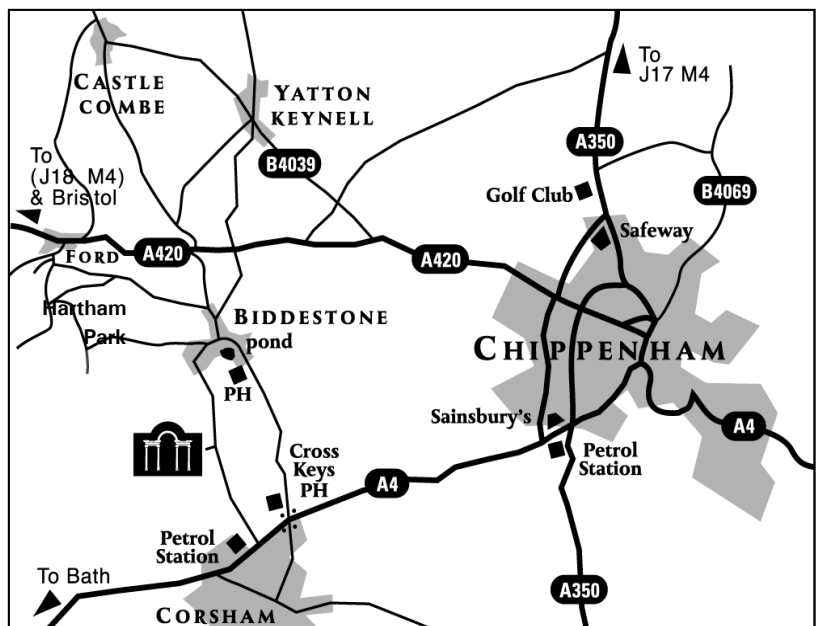 To
J17 M4
CASTLE
COMBE
YATTON
KEYNELL
A350
To
(J18 M4)
& Bristol
B4039
Golf Club
B4069
Safeway
FORD
A420
A420
Hartham
Park
BIDDESTONE
pond
CHIPPENHAM
PH
Sainsbury's
A4
Cross
Keys
PH
Petrol
Station
A4
Petrol
Station
To Bath
A350
CORSHAM